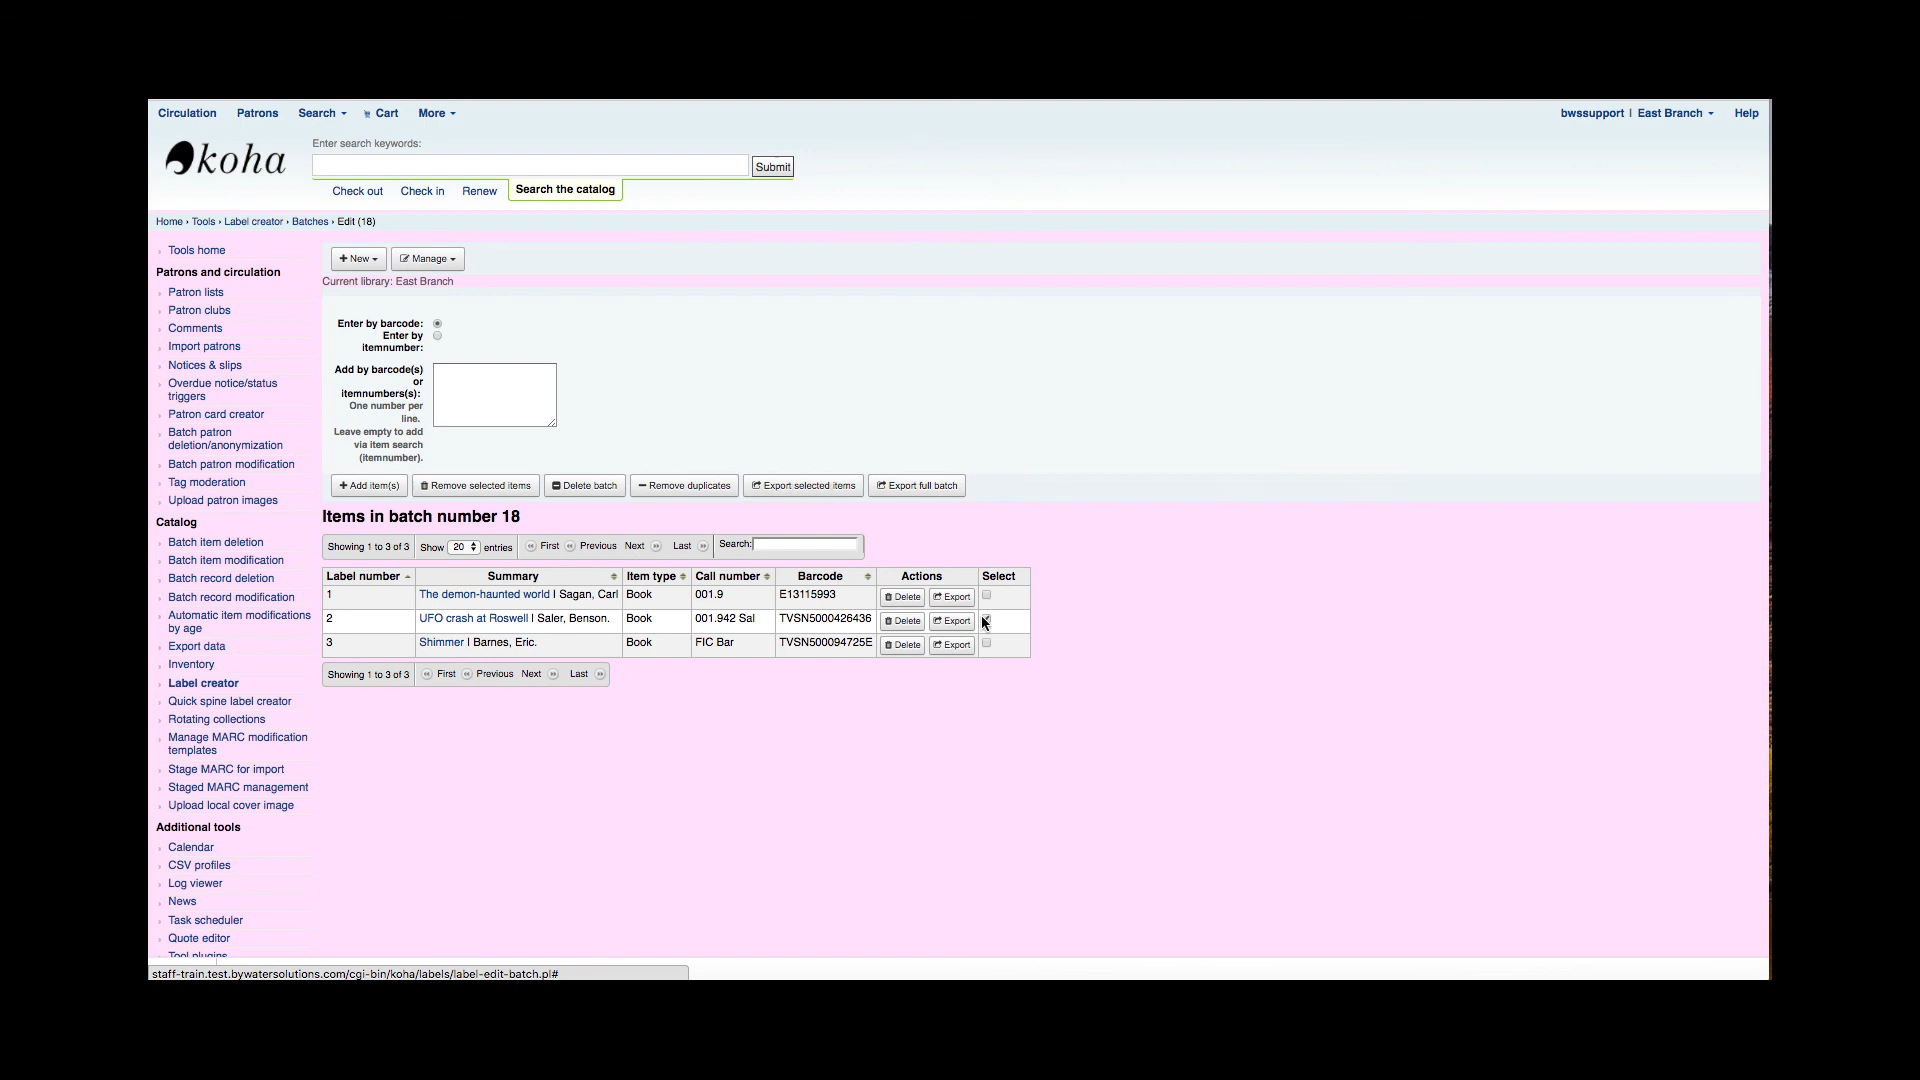 Circulation Patrons Search Cart More bwssupport | East Branch Help
koha
Enter search keywords:
Submit
Check out Check in Renew Search the catalog
Home › Tools › Label creator › Batches › Edit (18)
Tools home
Patrons and circulation
Patron lists
Patron clubs
Comments
Import patrons
Notices & slips
Overdue notice/status
triggers
Patron card creator
Batch patron
deletion/anonymization
Batch patron modification
Tag moderation
Upload patron images
Catalog
Batch item deletion
Batch item modification
Batch record deletion
Batch record modification
Automatic item modifications
by age
Export data
Inventory
Label creator
Quick spine label creator
Rotating collections
Manage MARC modification
templates
Stage MARC for import
Staged MARC management
Upload local cover image
Additional tools
Calendar
CSV profiles
Log viewer
News
Task scheduler
Quote editor
Tool plugins
New Manage
Current library: East Branch
Enter by barcode:
Enter by
itemnumber:
Add by barcode(s)
or
itemnumbers(s):
One number per
line.
Leave empty to add
via item search
(itemnumber).
Add item(s) Remove selected items Delete batch Remove duplicates Export selected items Export full batch
Items in batch number 18
Showing 1 to 3 of 3 Show 20 entries First Previous Next Last Search:
Label number Summary Item type Call number Barcode Actions Select
1 The demon-haunted world | Sagan, Carl Book 001.9 E13115993 Delete Export
2 UFO crash at Roswell | Saler, Benson. Book 001.942 Sal TVSN5000426436 Delete Export
3 Shimmer | Barnes, Eric. Book FIC Bar TVSN500094725E Delete Export
Showing 1 to 3 of 3 First Previous Next Last
staff-train.test.bywatersolutions.com/cgi-bin/koha/labels/label-edit-batch.pl#